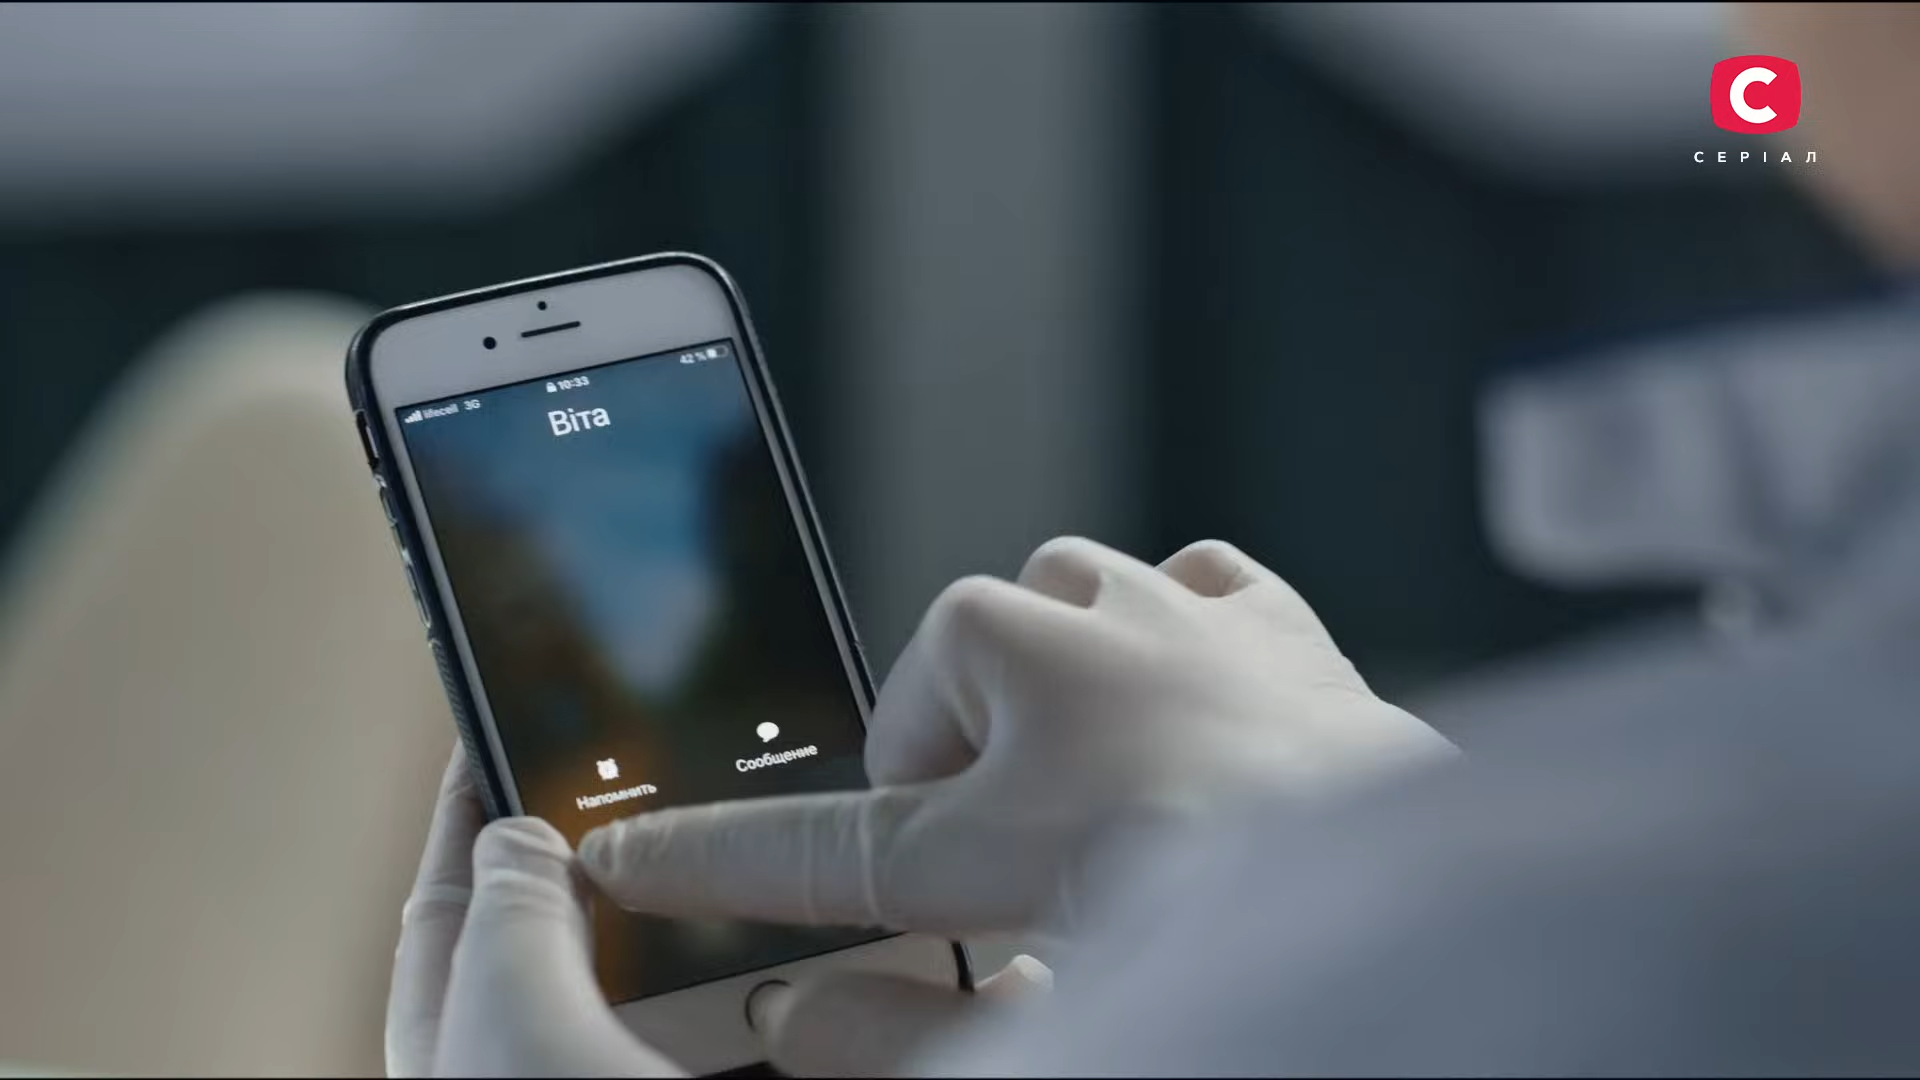 С
СЕРІАЛ
lifecell 3G
10:33
42 %
Віта
Напомнить
Сообщение